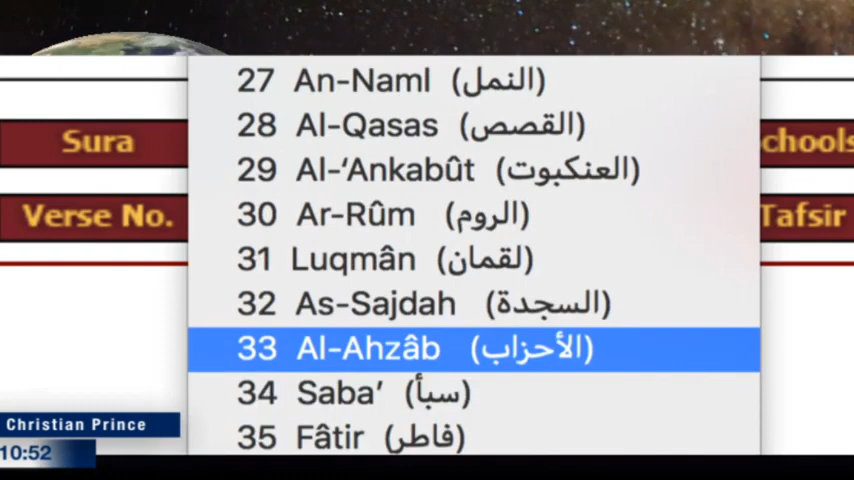 27 An-Naml (النمل)
28 Al-Qasas (القصص)
29 Al-‘Ankabût (العنكبوت)
30 Ar-Rûm (الروم)
31 Luqmân (لقمان)
32 As-Sajdah (السجدة)
33 Al-Ahzâb (الأحزاب)
34 Saba’ (سبأ)
35 Fâtir (فاطر)
Sura
Verse No.
chools
Tafsir
Christian Prince
10:52